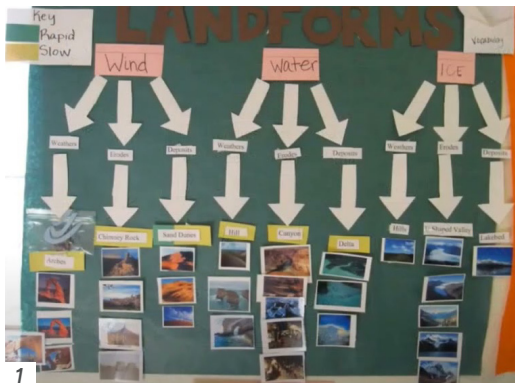 LANDFORMS
Key
Rapid
Slow
Vocabulary
Wind
Water
ICE
Weathers
Erodes
Deposits
Weathers
Erodes
Deposits
Weathers
Erodes
Deposits
Chimney Rock
Sand Dunes
Hill
Canyon
Delta
Hills
Shaped Valley
Arches
1